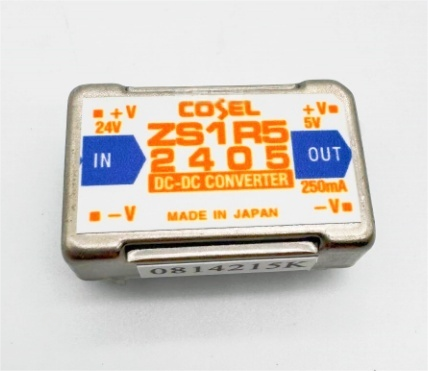 COSEL
+V
24V
+V
5V
ZS1R5
2405
IN
OUT
DC-DC CONVERTER
250mA
-V
-V
MADE IN JAPAN
0814215K